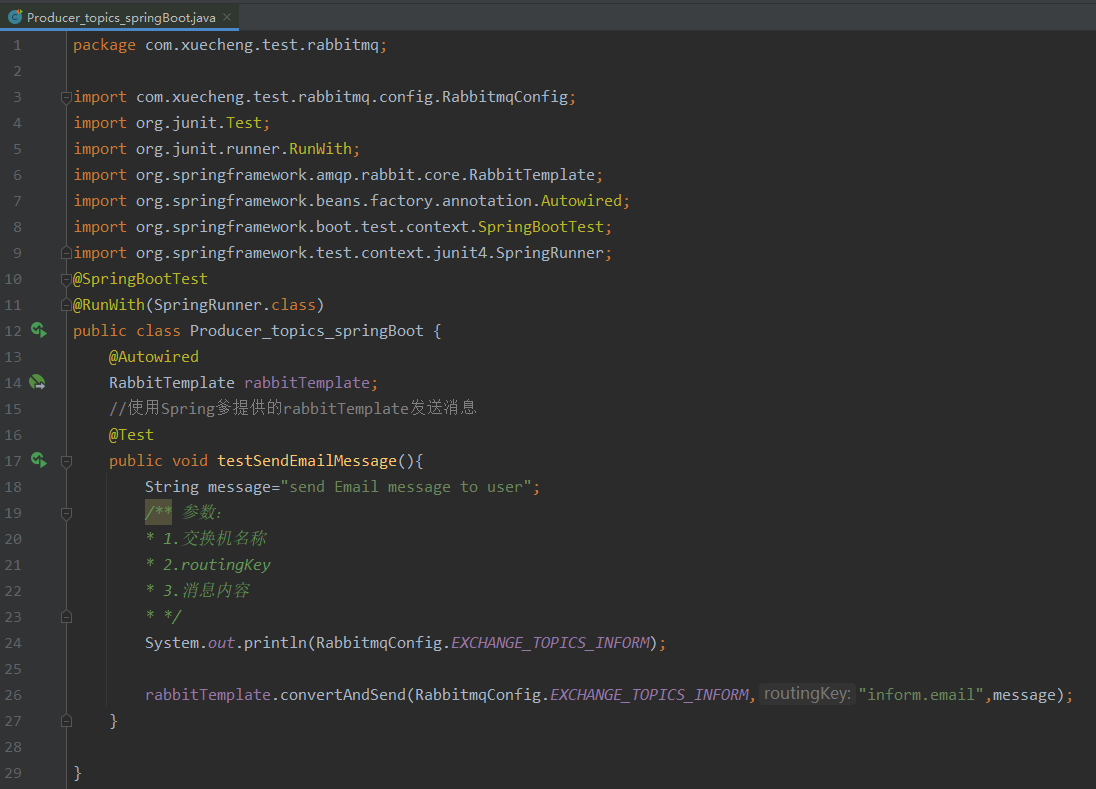 Producer_topics_springBoot.java
1 package com.xuecheng.test.rabbitmq;
2
3 import com.xuecheng.test.rabbitmq.config.RabbitmqConfig;
4 import org.junit.Test;
5 import org.junit.runner.RunWith;
6 import org.springframework.amqp.rabbit.core.RabbitTemplate;
7 import org.springframework.beans.factory.annotation.Autowired;
8 import org.springframework.boot.test.context.SpringBootTest;
9 import org.springframework.test.context.junit4.SpringRunner;
10 @SpringBootTest
11 @RunWith(SpringRunner.class)
12 public class Producer_topics_springBoot {
13 @Autowired
14 RabbitTemplate rabbitTemplate;
15 //使用Spring爹提供的rabbitTemplate发送消息
16 @Test
17 public void testSendEmailMessage(){
18 String message="send Email message to user";
19 /** 参数:
20 * 1.交换机名称
21 * 2.routingKey
22 * 3.消息内容
23 * */
24 System.out.println(RabbitmqConfig.EXCHANGE_TOPICS_INFORM);
25
26 rabbitTemplate.convertAndSend(RabbitmqConfig.EXCHANGE_TOPICS_INFORM, routingKey: "inform.email",message);
27 }
28
29 }